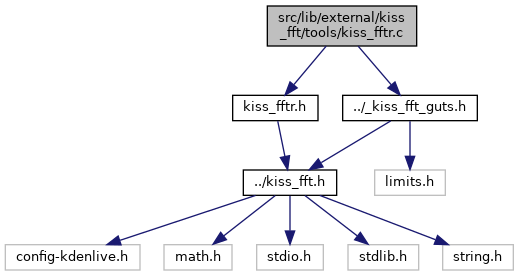 src/lib/external/kiss
_fft/tools/kiss_fftr.c
kiss_fftr.h
../_kiss_fft_guts.h
../kiss_fft.h
limits.h
config-kdenlive.h
math.h
stdio.h
stdlib.h
string.h